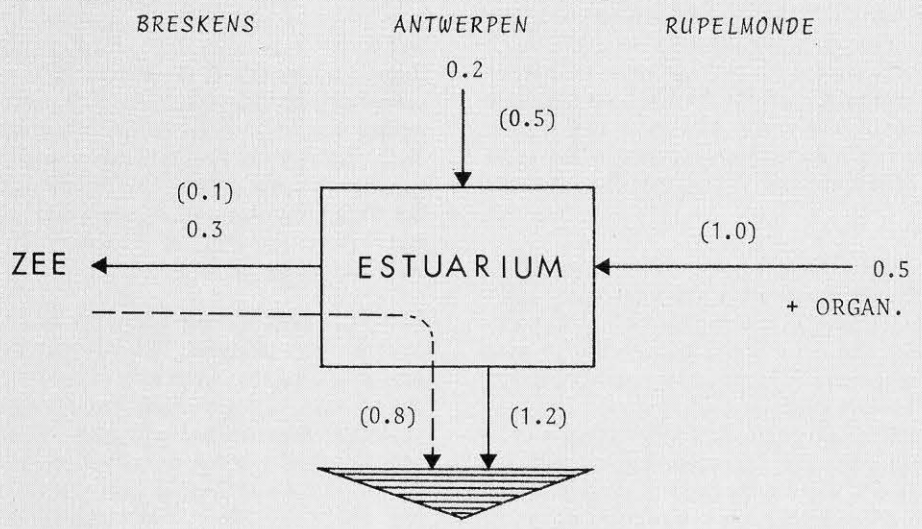 BRESKENS ANTWERPEN RUPELMONDE
0.2
(0.5)
(0.1)
0.3
(1.0)
ZEE ESTUARIUM 0.5
+ ORGAN.
(0.8) (1.2)